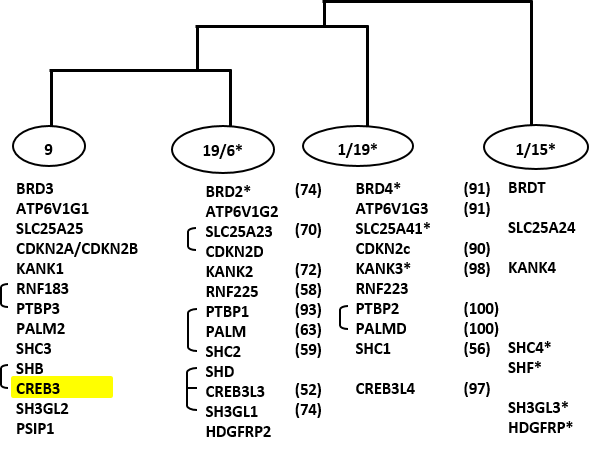 9 19/6* 1/19* 1/15*
BRD3 BRD2* (74) BRD4* (91) BRDT
ATP6V1G1 ATP6V1G2 ATP6V1G3 (91)
SLC25A25 SLC25A23 (70) SLC25A41* SLC25A24
CDKN2A/CDKN2B CDKN2D CDKN2c (90)
KANK1 KANK2 (72) KANK3* (98) KANK4
RNF183 RNF225 (58) RNF223
PTBP3 PTBP1 (93) PTBP2 (100)
PALM2 PALM (63) PALMD (100)
SHC3 SHC2 (59) SHC1 (56) SHC4*
SHB SHD SHF*
CREB3 CREB3L3 (52) CREB3L4 (97)
SH3GL2 SH3GL1 (74) SH3GL3*
PSIP1 HDGFRP2 HDGFRP*